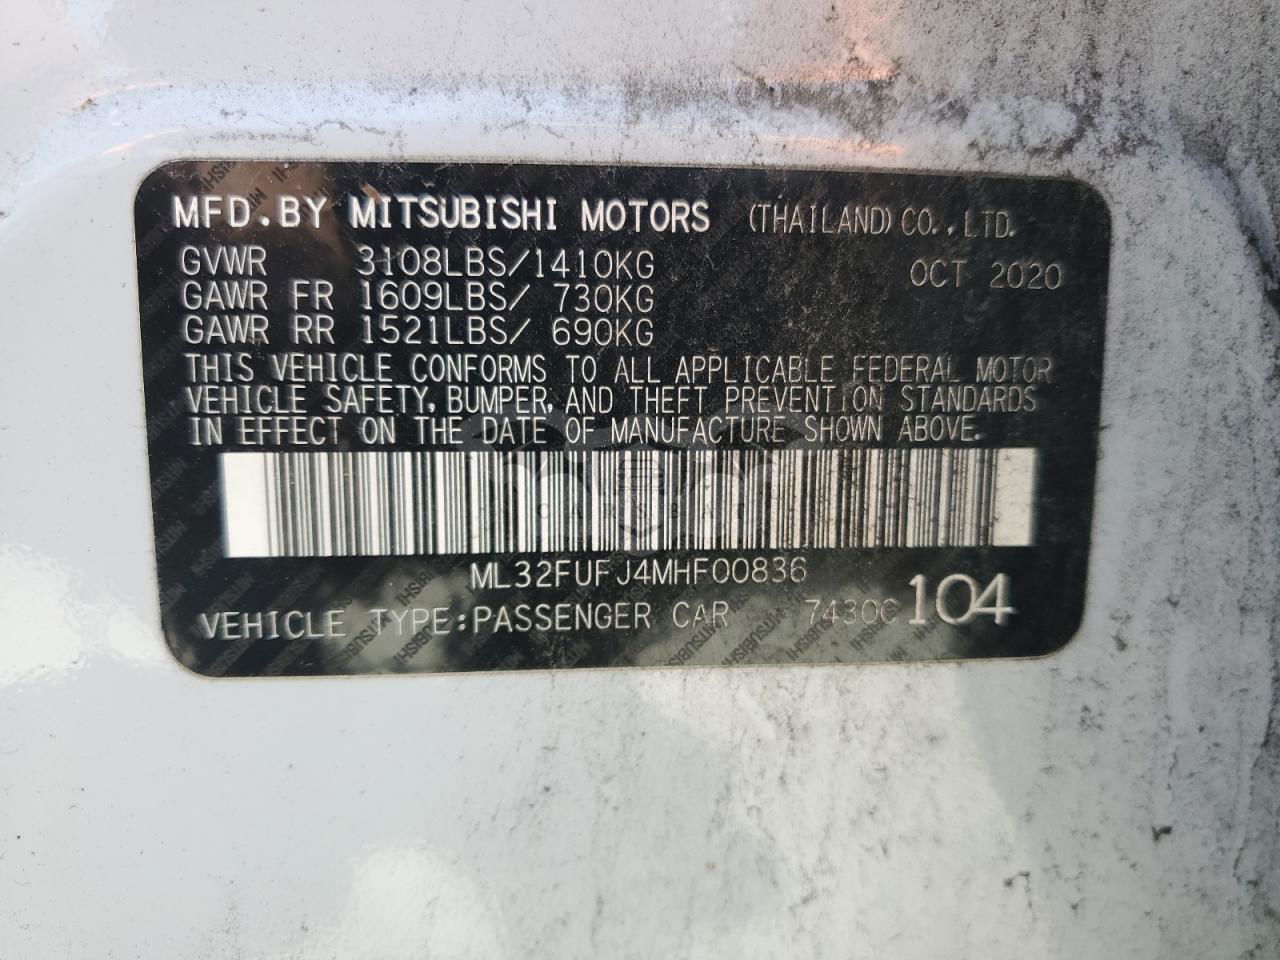 MFD.BY MITSUBISHI MOTORS (THAILAND) CO.,LTD.
GVWR 3108LBS/1410KG OCT 2020
GAWR FR 1609LBS/ 730KG
GAWR RR 1521LBS/ 690KG
THIS VEHICLE CONFORMS TO ALL APPLICABLE FEDERAL MOTOR
VEHICLE SAFETY, BUMPER, AND THEFT PREVENTION STANDARDS
IN EFFECT ON THE DATE OF MANUFACTURE SHOWN ABOVE.
ML32FUFJ4MHF00836
VEHICLE TYPE:PASSENGER CAR 7430C 104